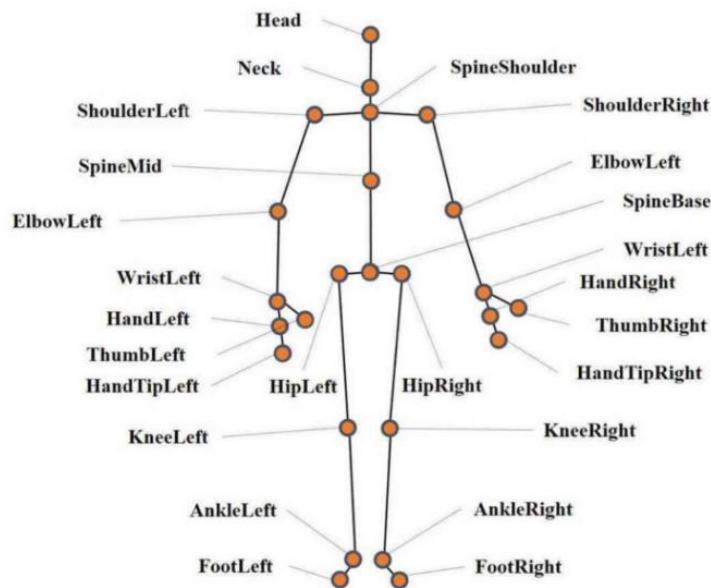 Head
Neck
SpineShoulder
ShoulderLeft
ShoulderRight
SpineMid
ElbowLeft
SpineBase
ElbowLeft
WristLeft
WristLeft
HandRight
HandLeft
ThumbRight
ThumbLeft
HandTipRight
HandTipLeft
HipLeft
HipRight
KneeLeft
KneeRight
AnkleLeft
AnkleRight
FootLeft
FootRight